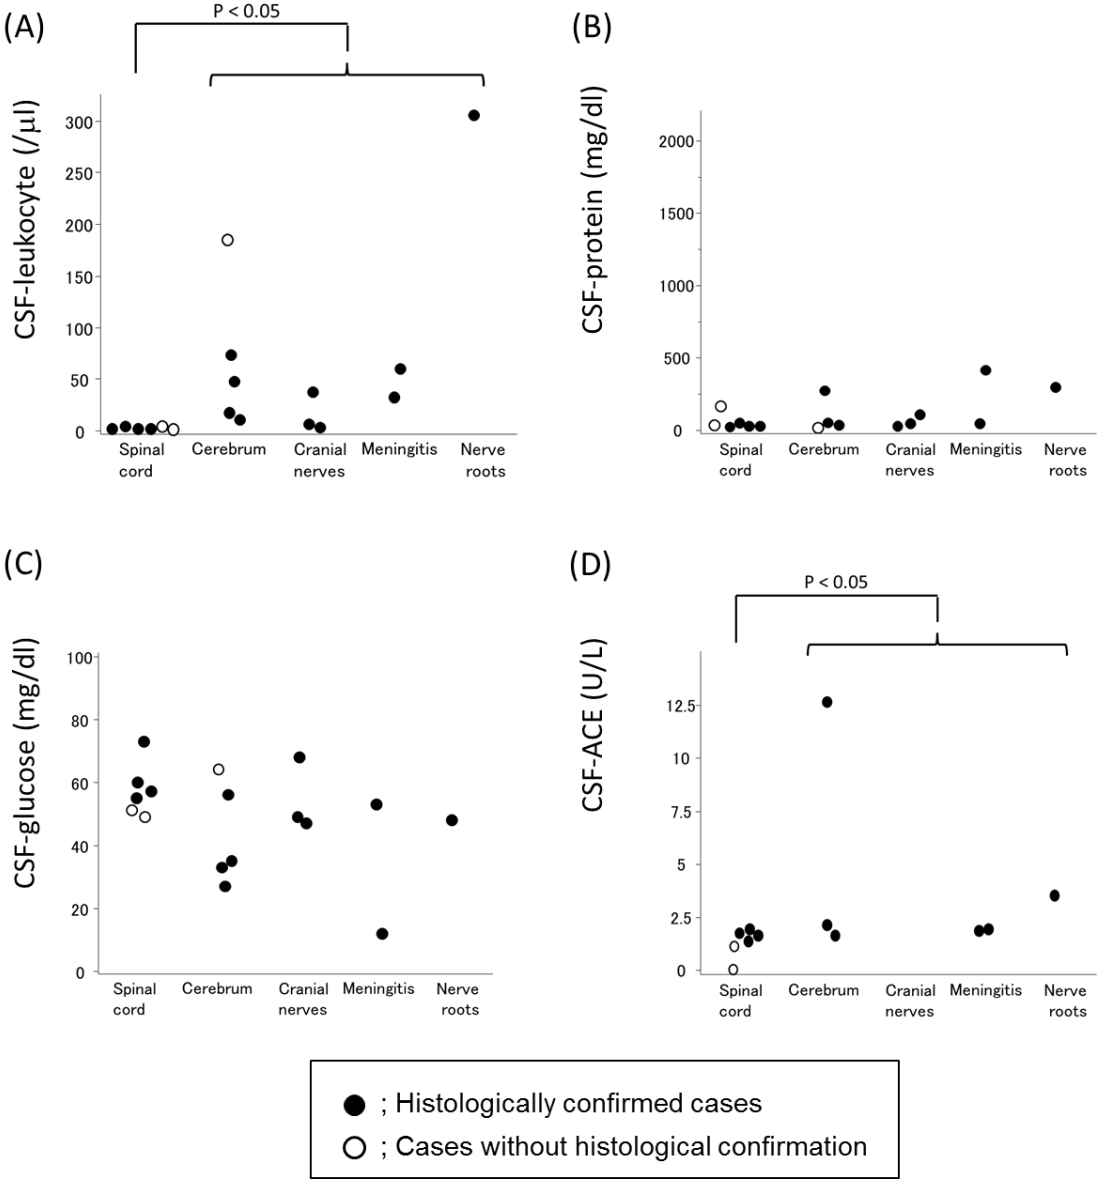 (A)
P < 0.05
CSF-leukocyte (/μl)
300
250
200
150
100
50
0
Spinal cord
Cerebrum
Cranial nerves
Meningitis
Nerve roots
(B)
CSF-protein (mg/dl)
2000
1500
1000
500
0
Spinal cord
Cerebrum
Cranial nerves
Meningitis
Nerve roots
(C)
CSF-glucose (mg/dl)
100
80
60
40
20
0
Spinal cord
Cerebrum
Cranial nerves
Meningitis
Nerve roots
(D)
P < 0.05
CSF-ACE (U/L)
12.5
10
7.5
5
2.5
0
Spinal cord
Cerebrum
Cranial nerves
Meningitis
Nerve roots
; Histologically confirmed cases
; Cases without histological confirmation